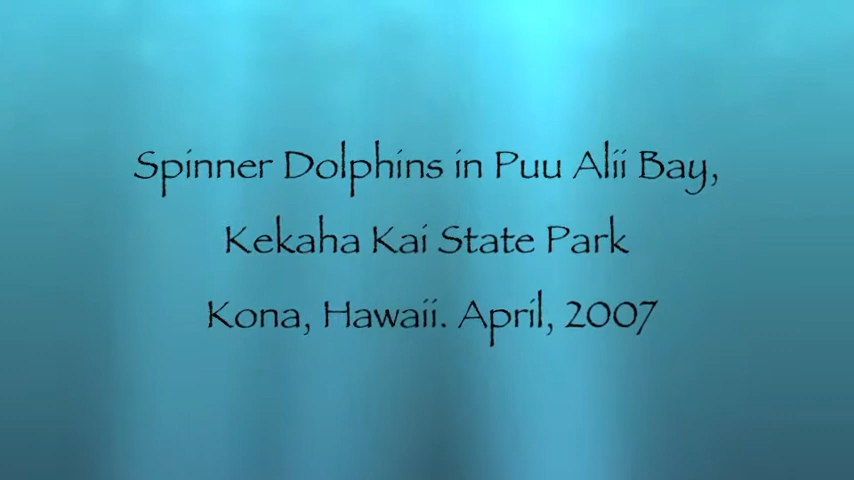 Spinner Dolphins in Puu Alii Bay,
Kekaha Kai State Park
Kona, Hawaii. April, 2007